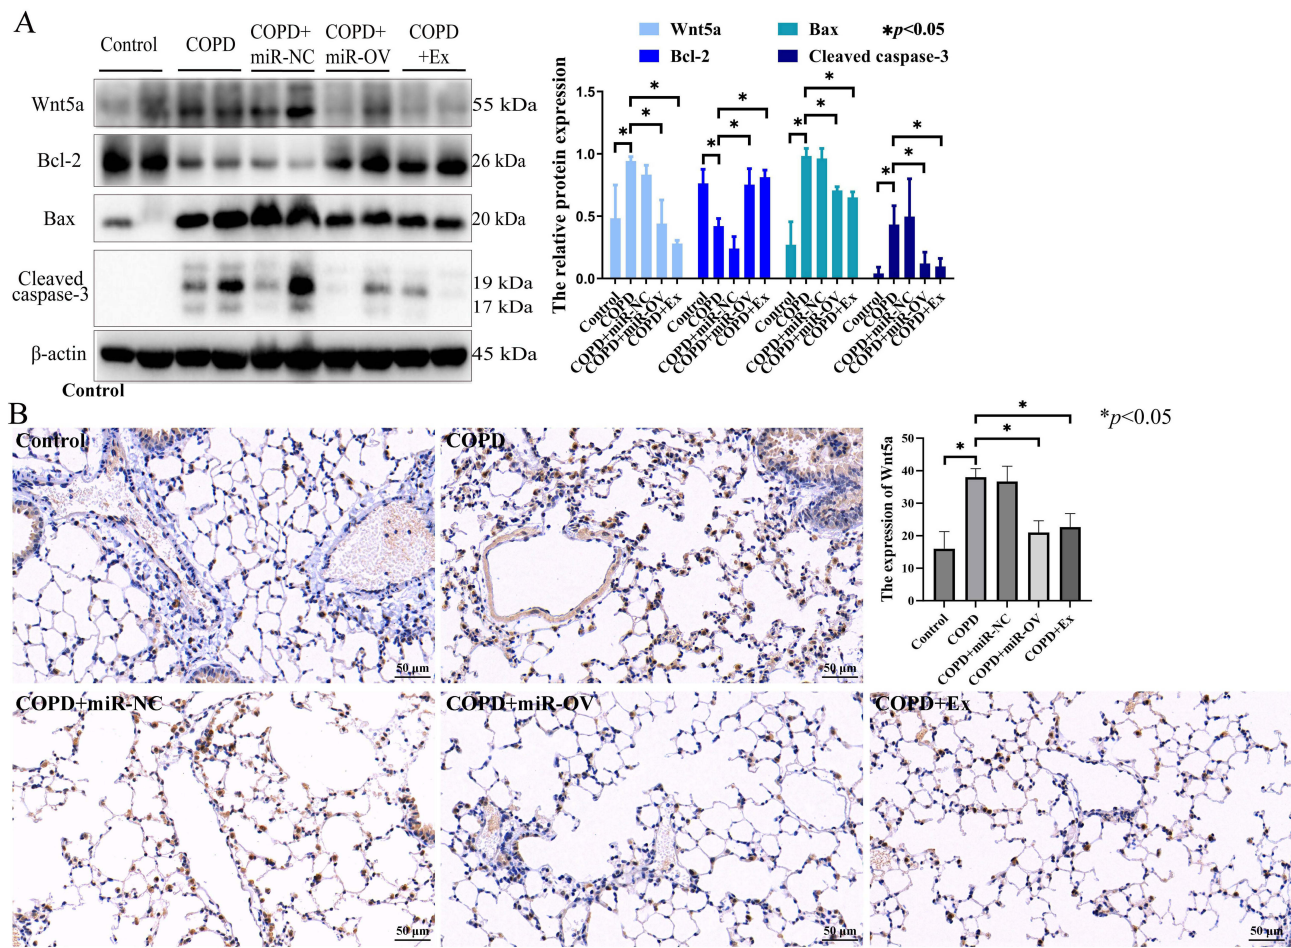 A
Control
COPD
COPD+
miR-NC
COPD+
miR-OV
COPD
+Ex
Wnt5a
55 kDa
Bcl-2
26 kDa
Bax
20 kDa
Cleaved
caspase-3
19 kDa
17 kDa
β-actin
45 kDa
Control
Wnt5a
Bcl-2
Bax
Cleaved caspase-3
*p<0.05
The relative protein expression
1.5
1.0
0.5
0.0
* * *
* * *
* * *
* * *
Control
COPD
COPD+miR-NC
COPD+miR-OV
COPD+Ex
Control
COPD
COPD+miR-NC
COPD+miR-OV
COPD+Ex
Control
COPD
COPD+miR-NC
COPD+miR-OV
COPD+Ex
Control
COPD
COPD+miR-NC
COPD+miR-OV
COPD+Ex
B
Control
50 μm
COPD
50 μm
*p<0.05
The expression of Wnt5a
50
40
30
20
10
0
* * *
Control
COPD
COPD+miR-NC
COPD+miR-OV
COPD+Ex
COPD+miR-NC
50 μm
COPD+miR-OV
50 μm
COPD+Ex
50 μm